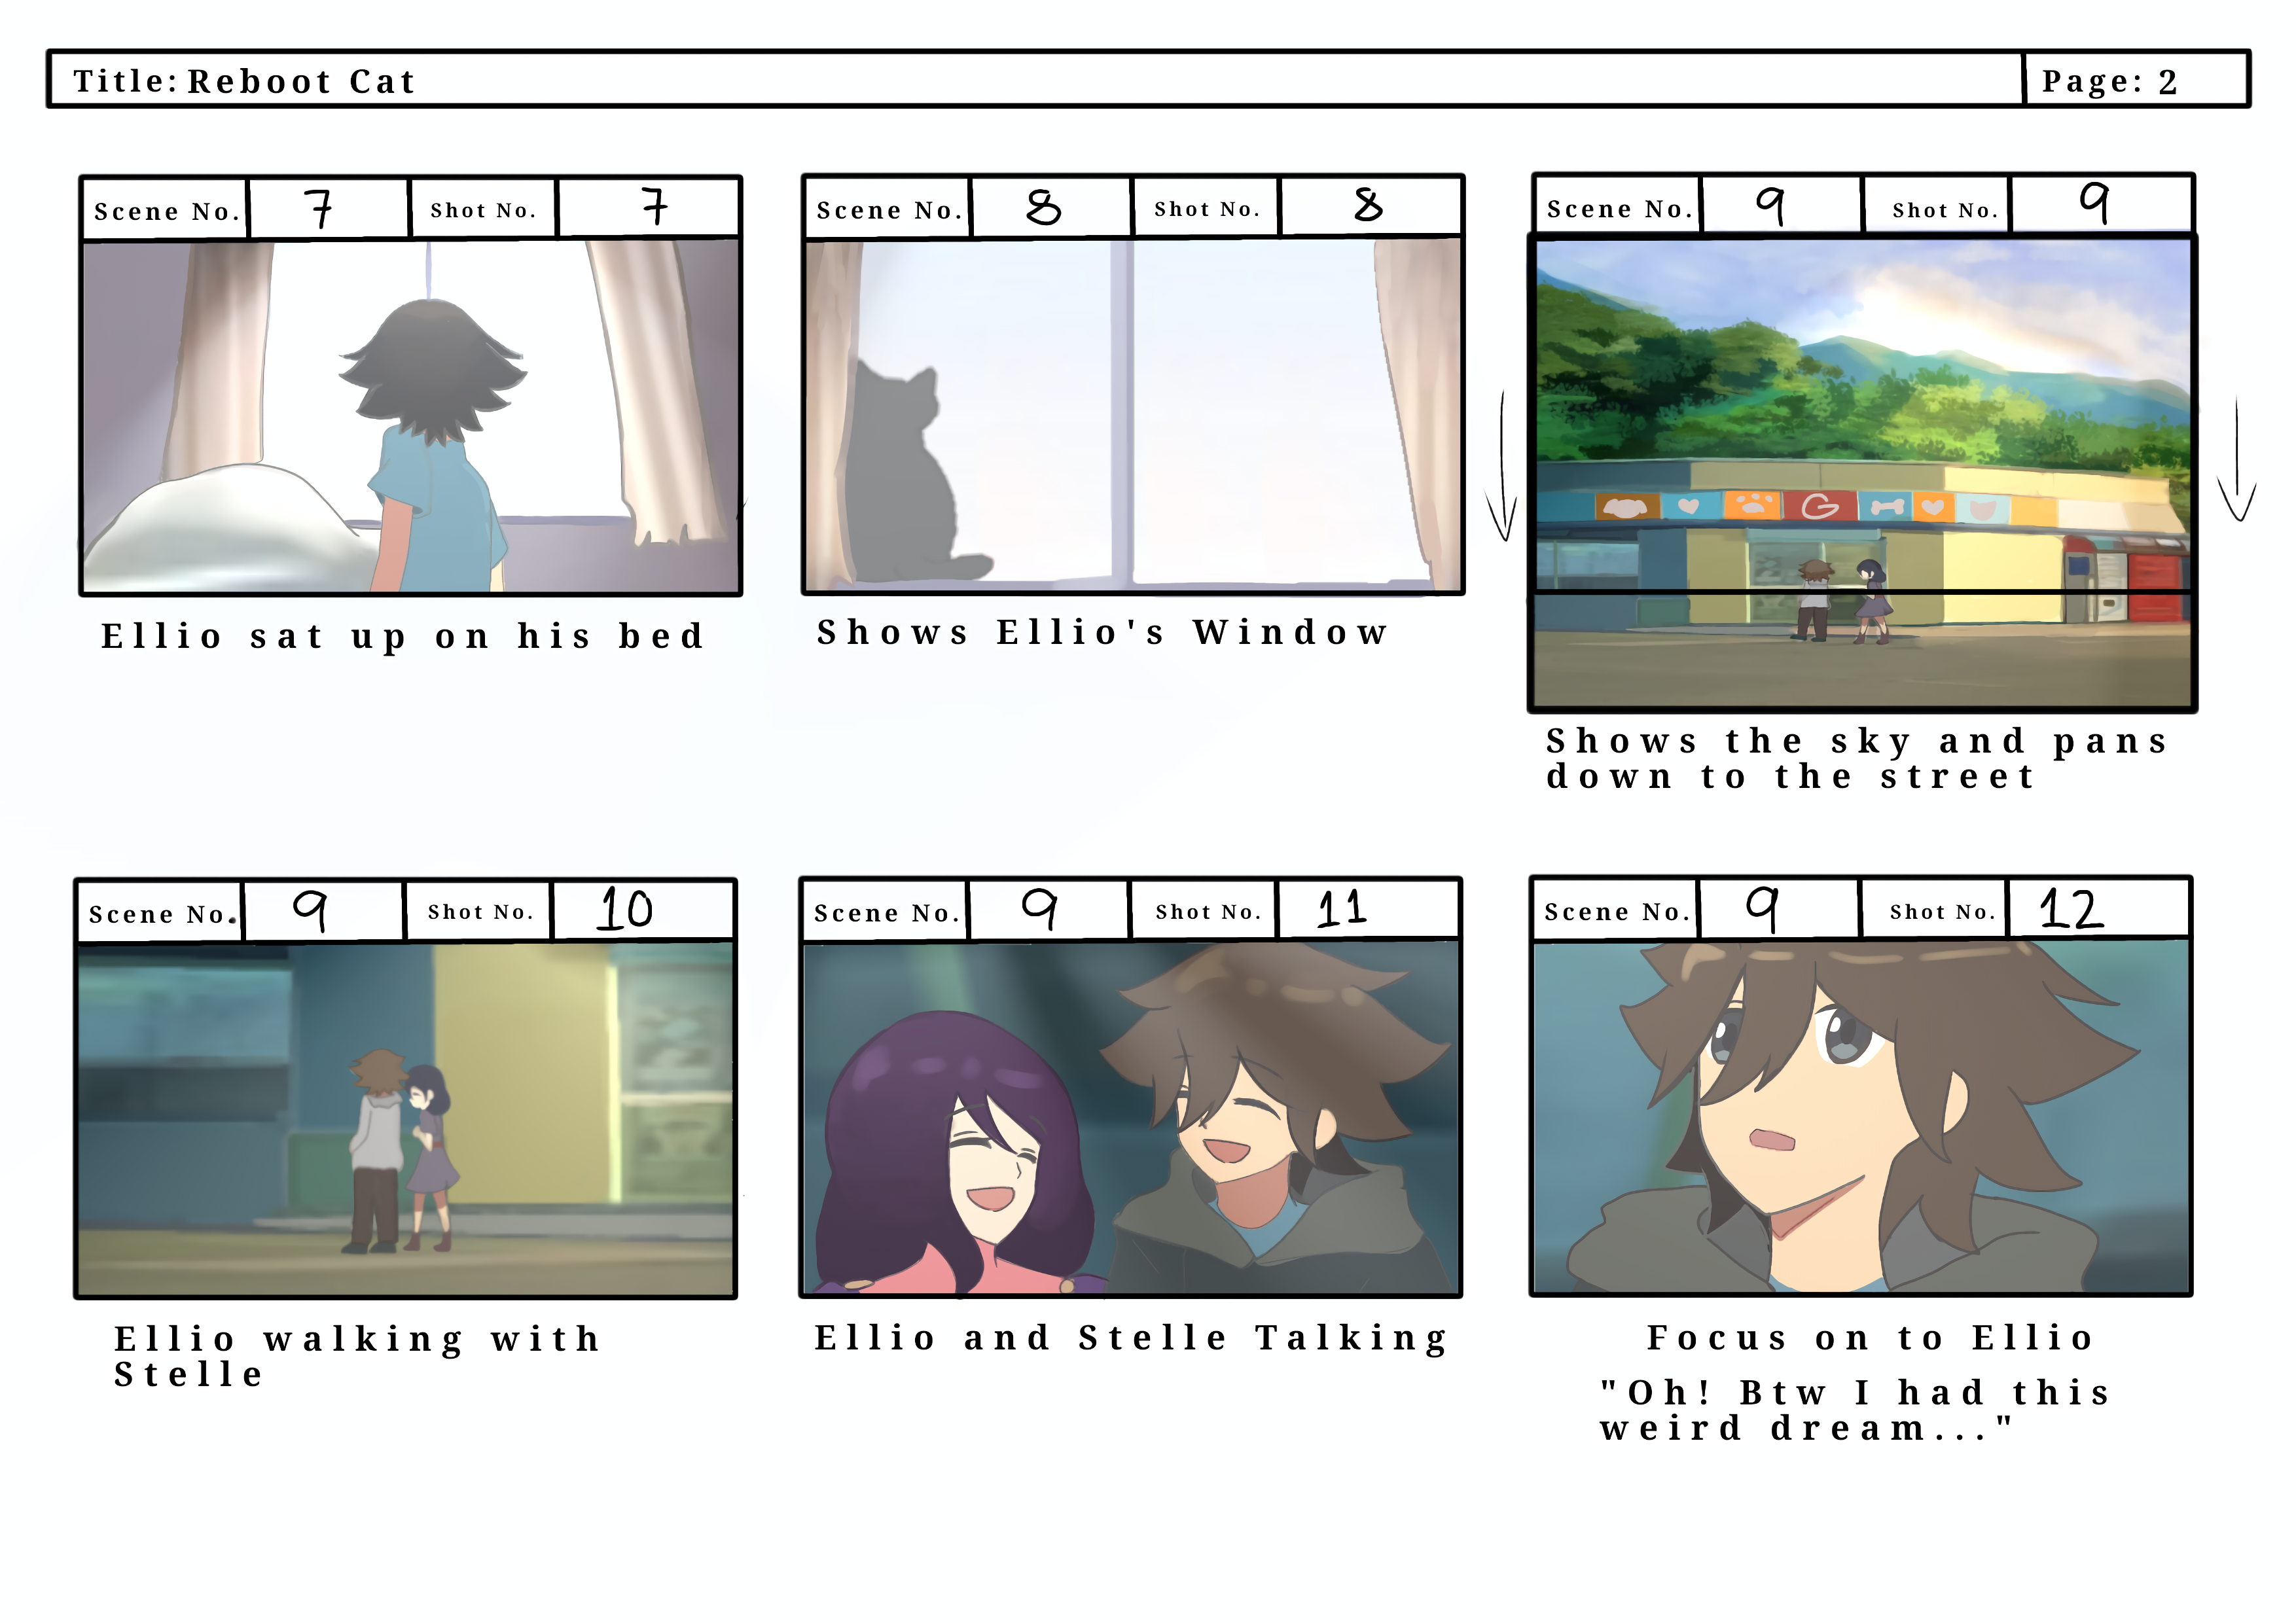 Title: Reboot Cat
Page: 2
Scene No. 7 Shot No. 7
Ellio sat up on his bed
Scene No. 8 Shot No. 8
Shows Ellio's Window
Scene No. 9 Shot No. 9
G
Shows the sky and pans
down to the street
Scene No. 9 Shot No. 10
Ellio walking with
Stelle
Scene No. 9 Shot No. 11
Ellio and Stelle Talking
Scene No. 9 Shot No. 12
Focus on to Ellio
"Oh! Btw I had this
weird dream..."